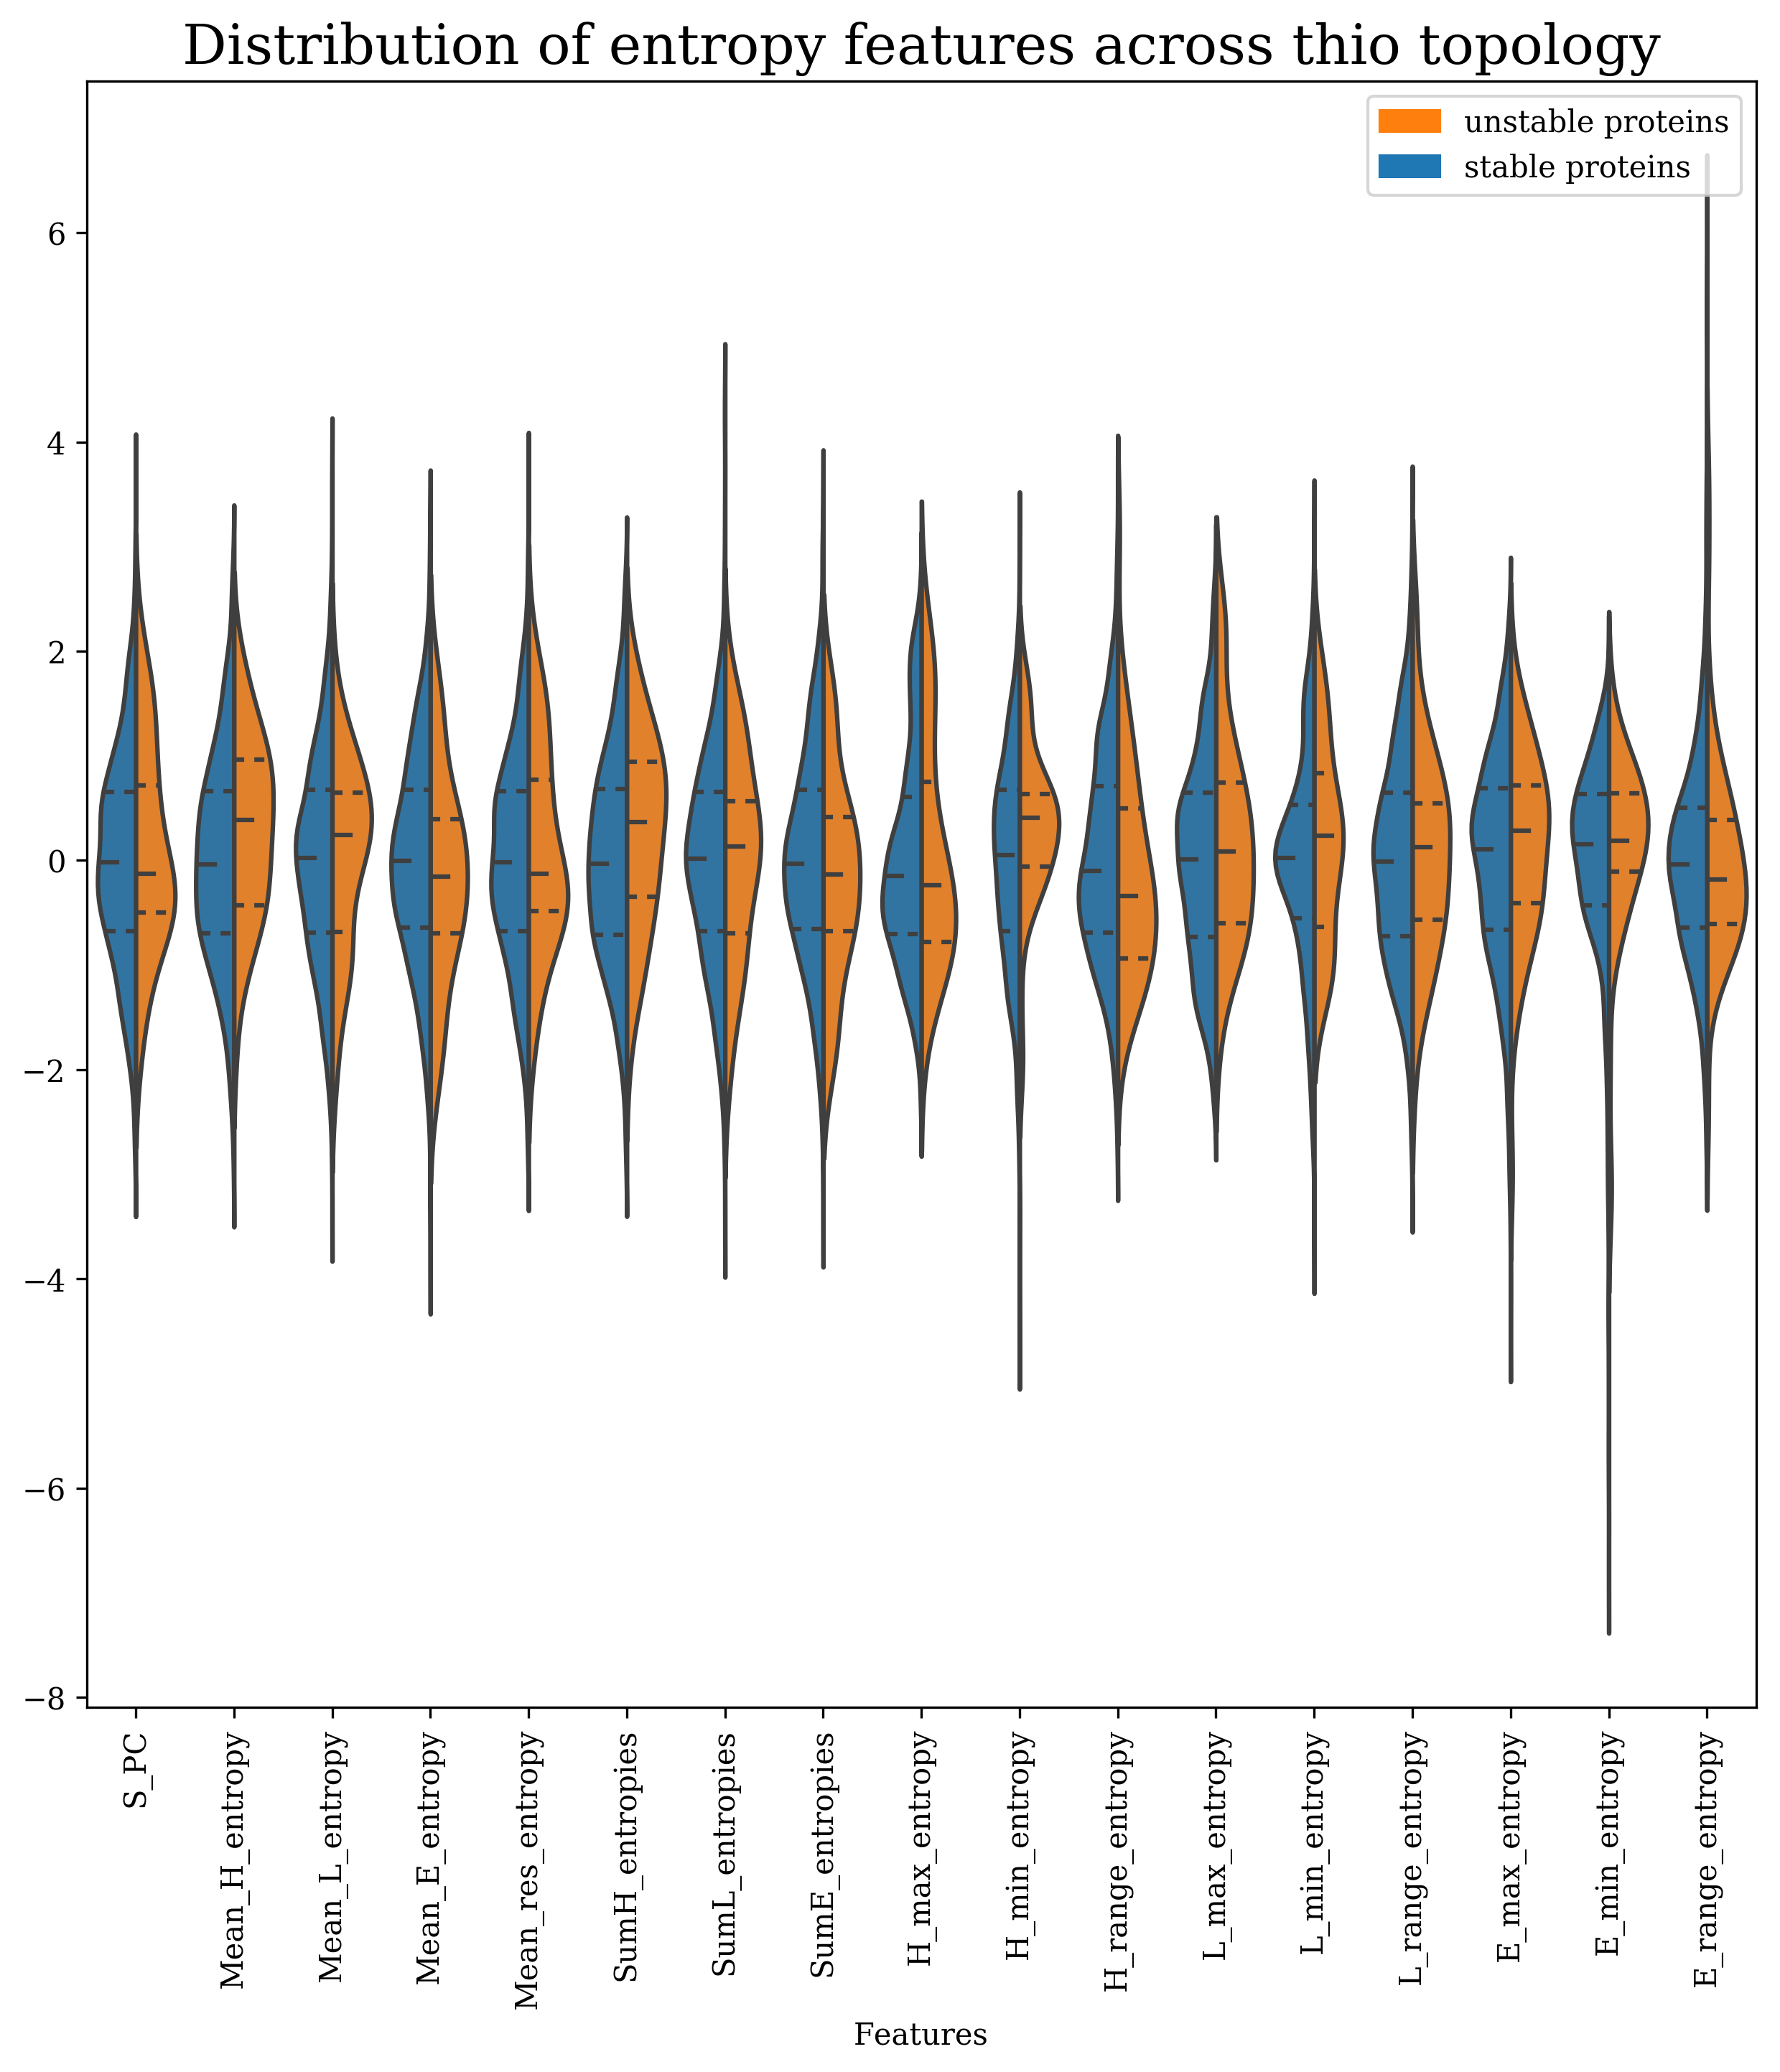 Distribution of entropy features across thio topology
unstable proteins
stable proteins
6
4
2
0
−2
−4
−6
−8
S_PC
Mean_H_entropy
Mean_L_entropy
Mean_E_entropy
Mean_res_entropy
SumH_entropies
SumL_entropies
SumE_entropies
H_max_entropy
H_min_entropy
H_range_entropy
L_max_entropy
L_min_entropy
L_range_entropy
E_max_entropy
E_min_entropy
E_range_entropy
Features